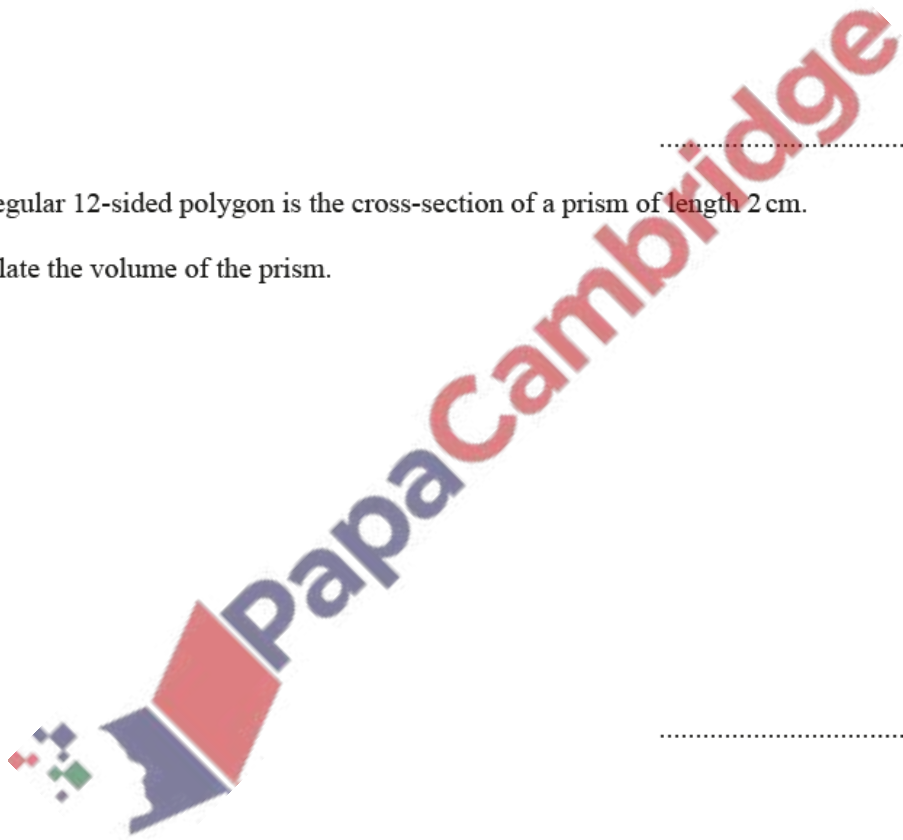 egular 12-sided polygon is the cross-section of a prism of length 2 cm.
late the volume of the prism.
PapaCambridge